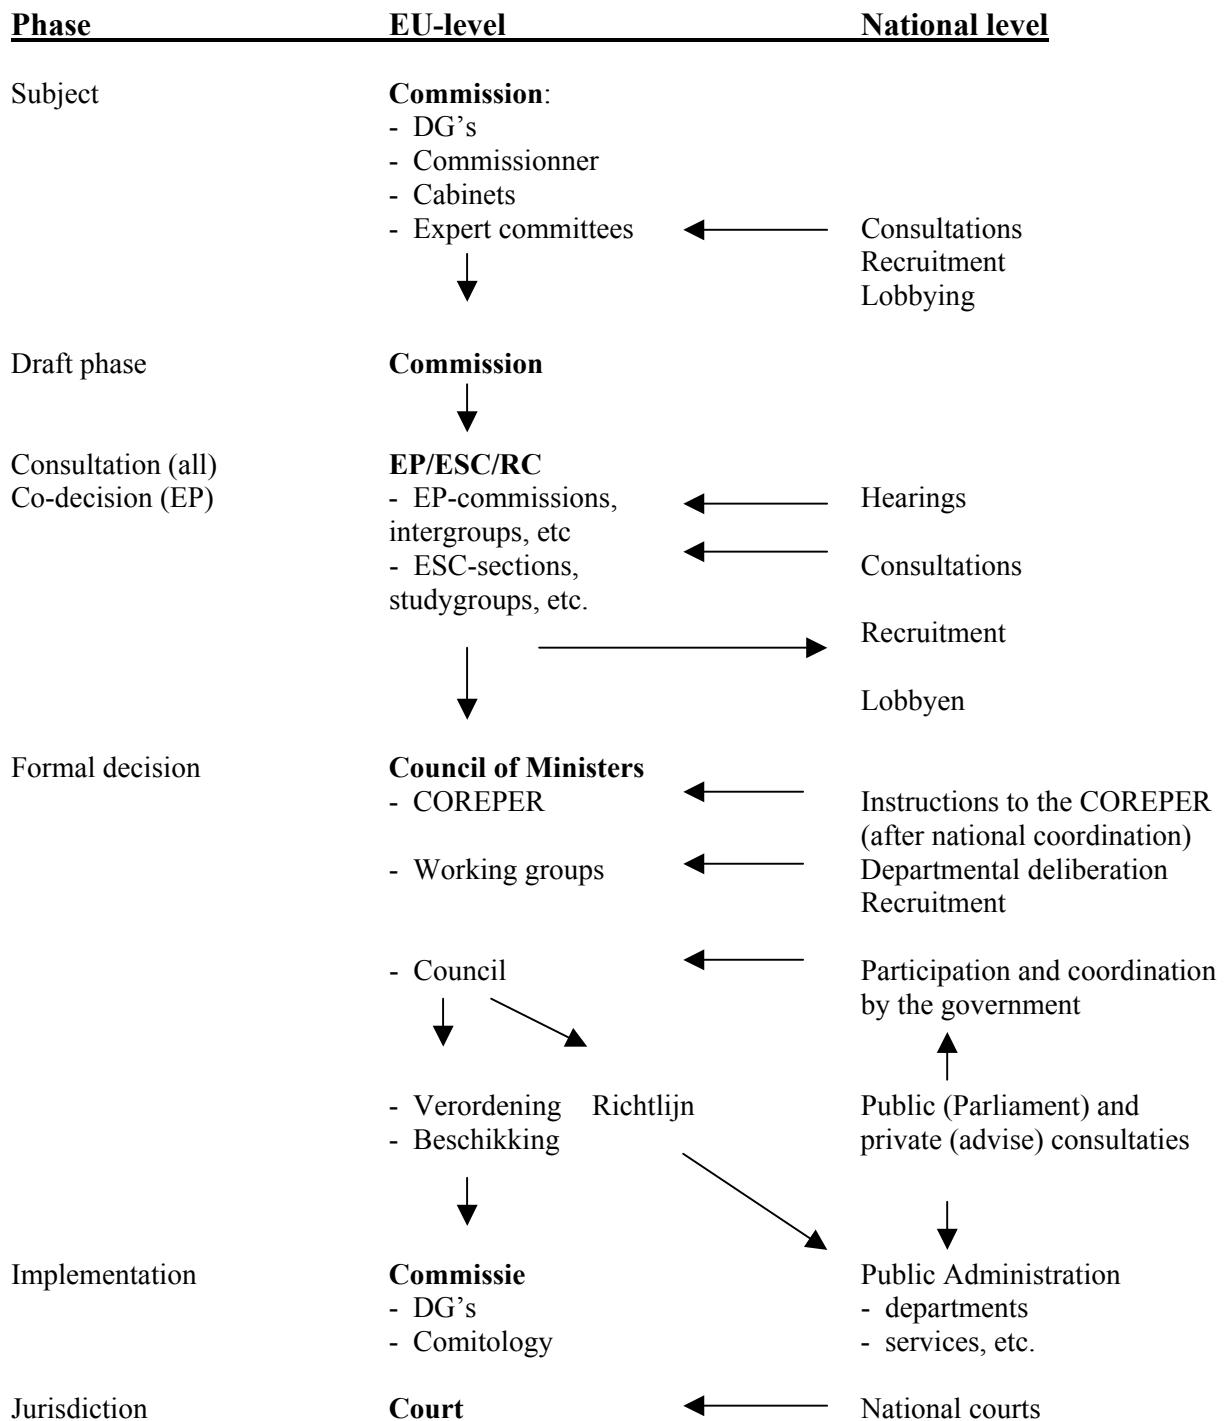 Phase EU-level National level
Subject Commission:
- DG's
- Commissionner
- Cabinets
- Expert committees Consultations
Recruitment
Lobbying
Draft phase Commission
Consultation (all) EP/ESC/RC
Co-decision (EP) - EP-commissions, Hearings
intergroups, etc
- ESC-sections, Consultations
studygroups, etc.
Recruitment
Lobbyen
Formal decision Council of Ministers
- COREPER Instructions to the COREPER
(after national coordination)
- Working groups Departmental deliberation
Recruitment
- Council Participation and coordination
by the government
- Verordening Richtlijn Public (Parliament) and
- Beschikking private (advise) consultaties
Implementation Commissie Public Administration
- DG's - departments
- Comitology - services, etc.
Jurisdiction Court National courts